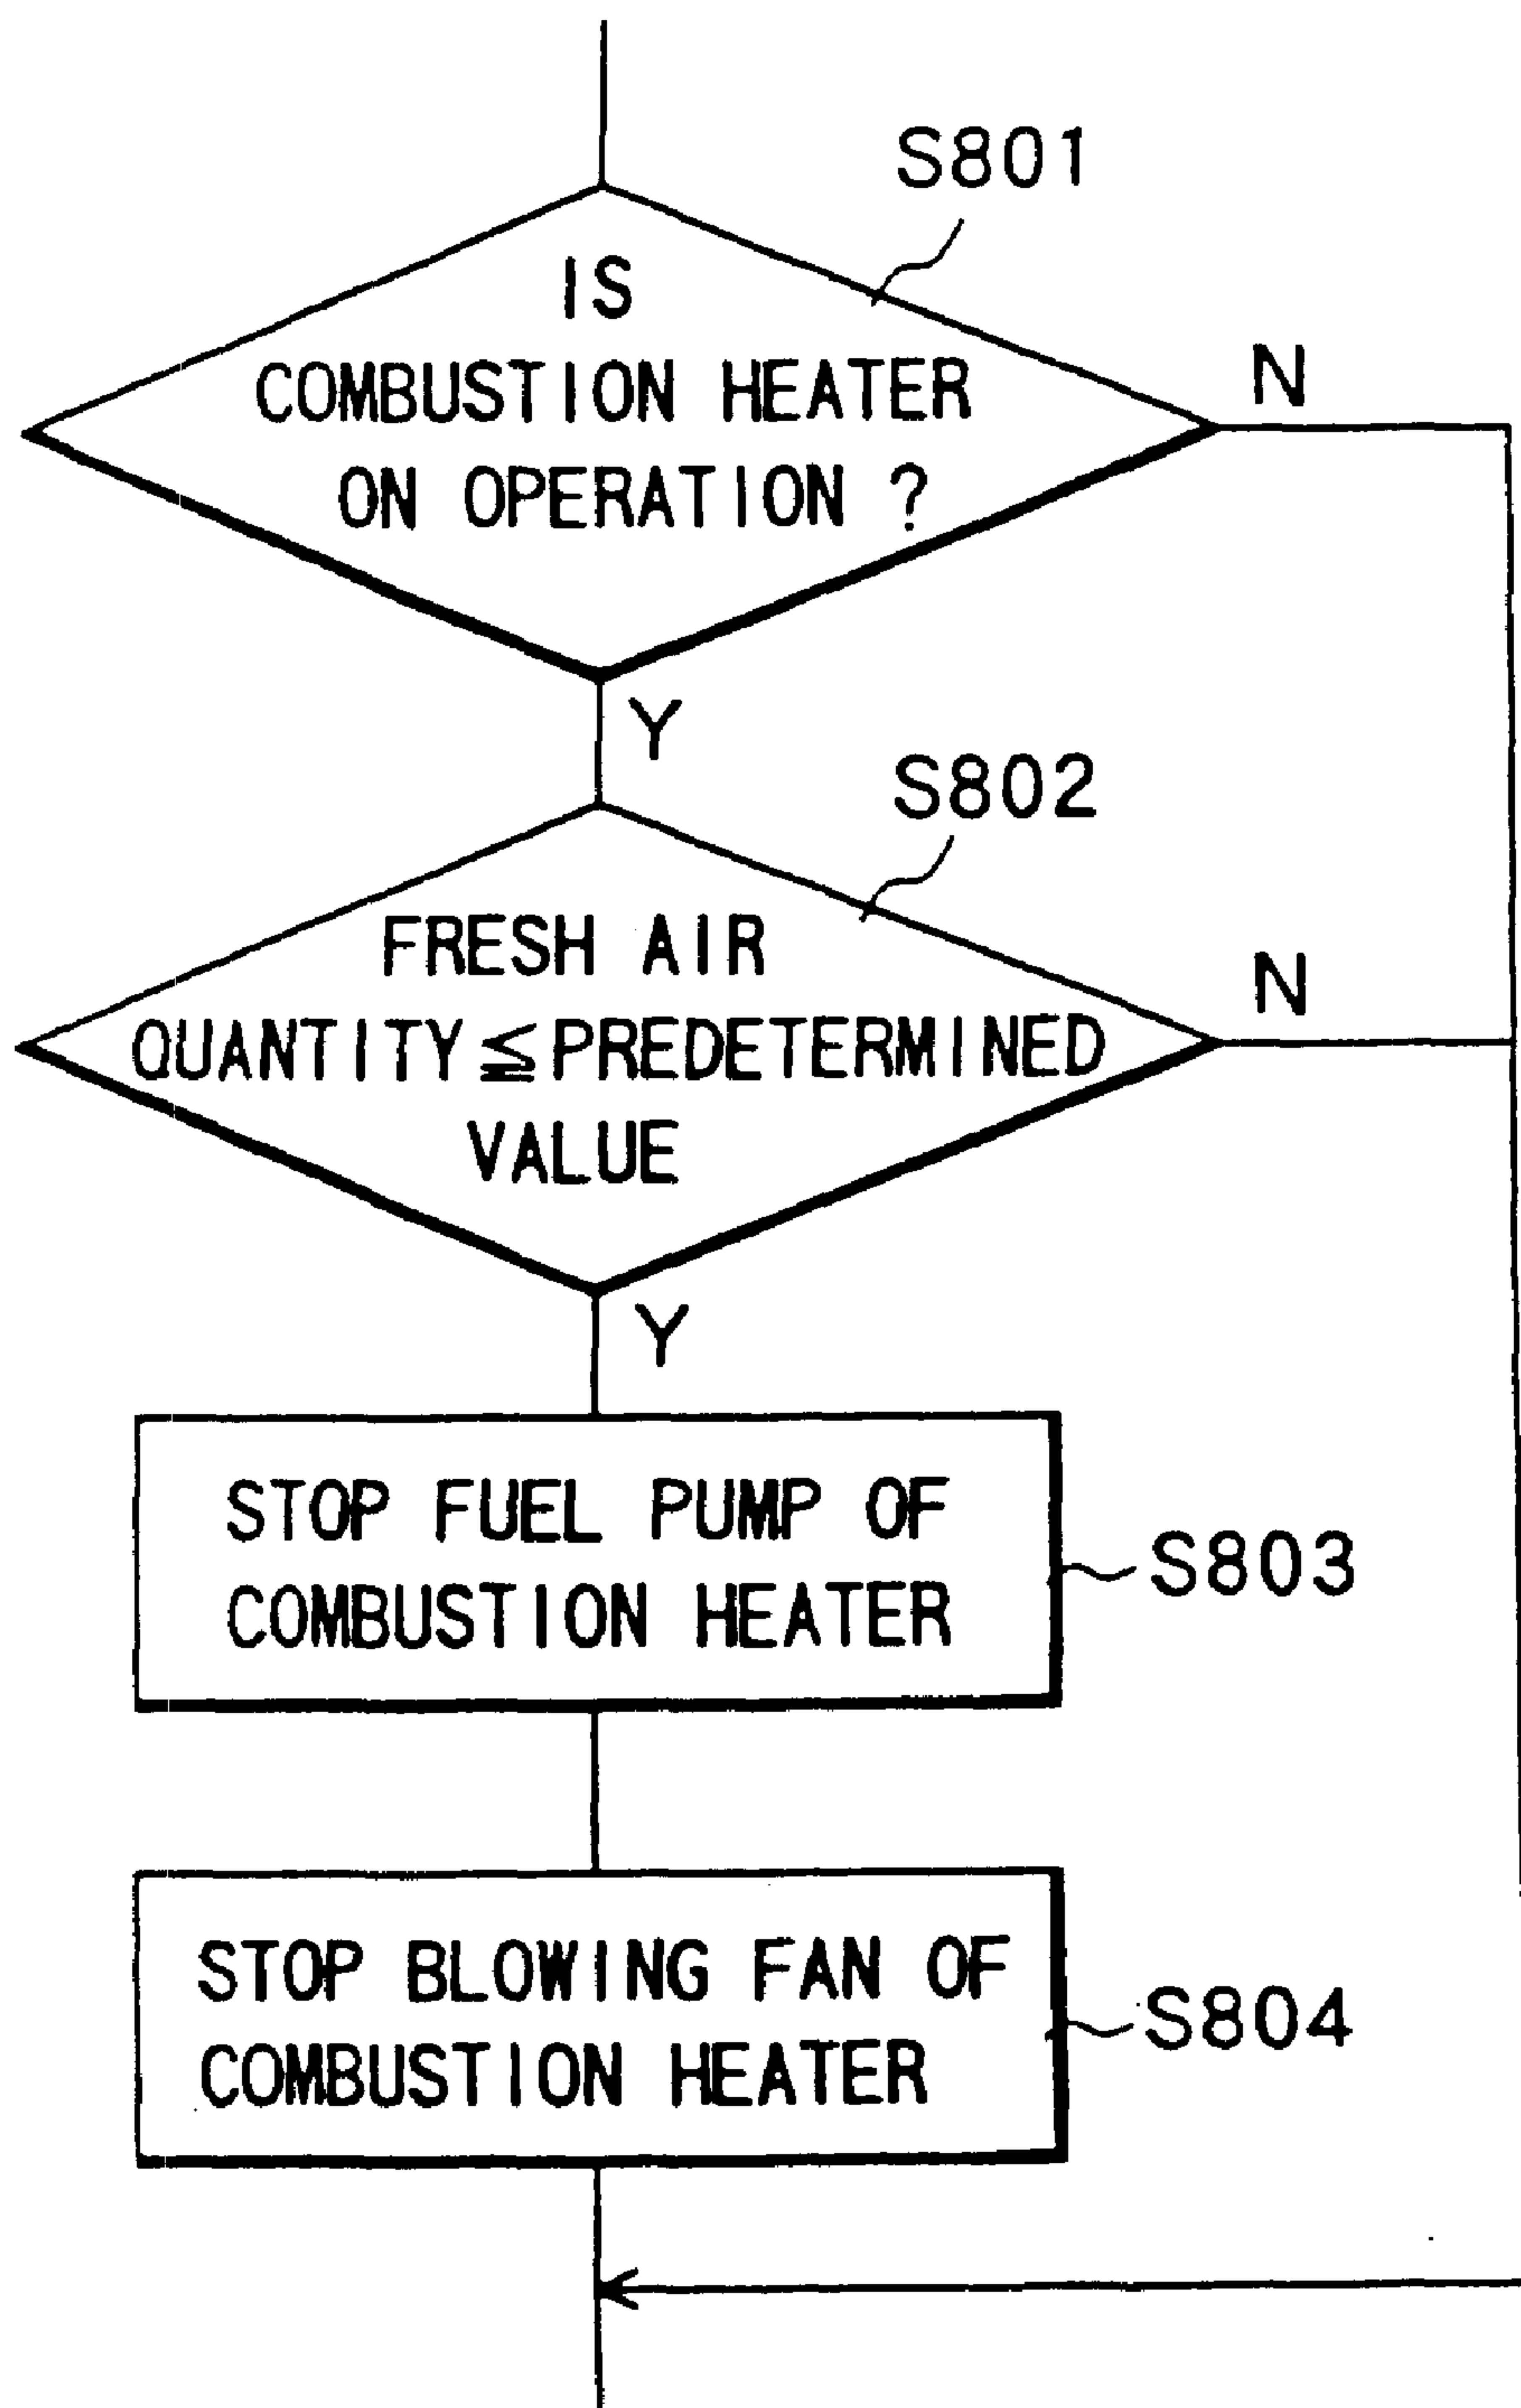 S801
IS
COMBUSTION HEATER
ON OPERATION ?
N
Y
S802
FRESH AIR
QUANTITY≦PREDETERMINED
VALUE
N
Y
STOP FUEL PUMP OF
COMBUSTION HEATER
S803
STOP BLOWING FAN OF
COMBUSTION HEATER
S804